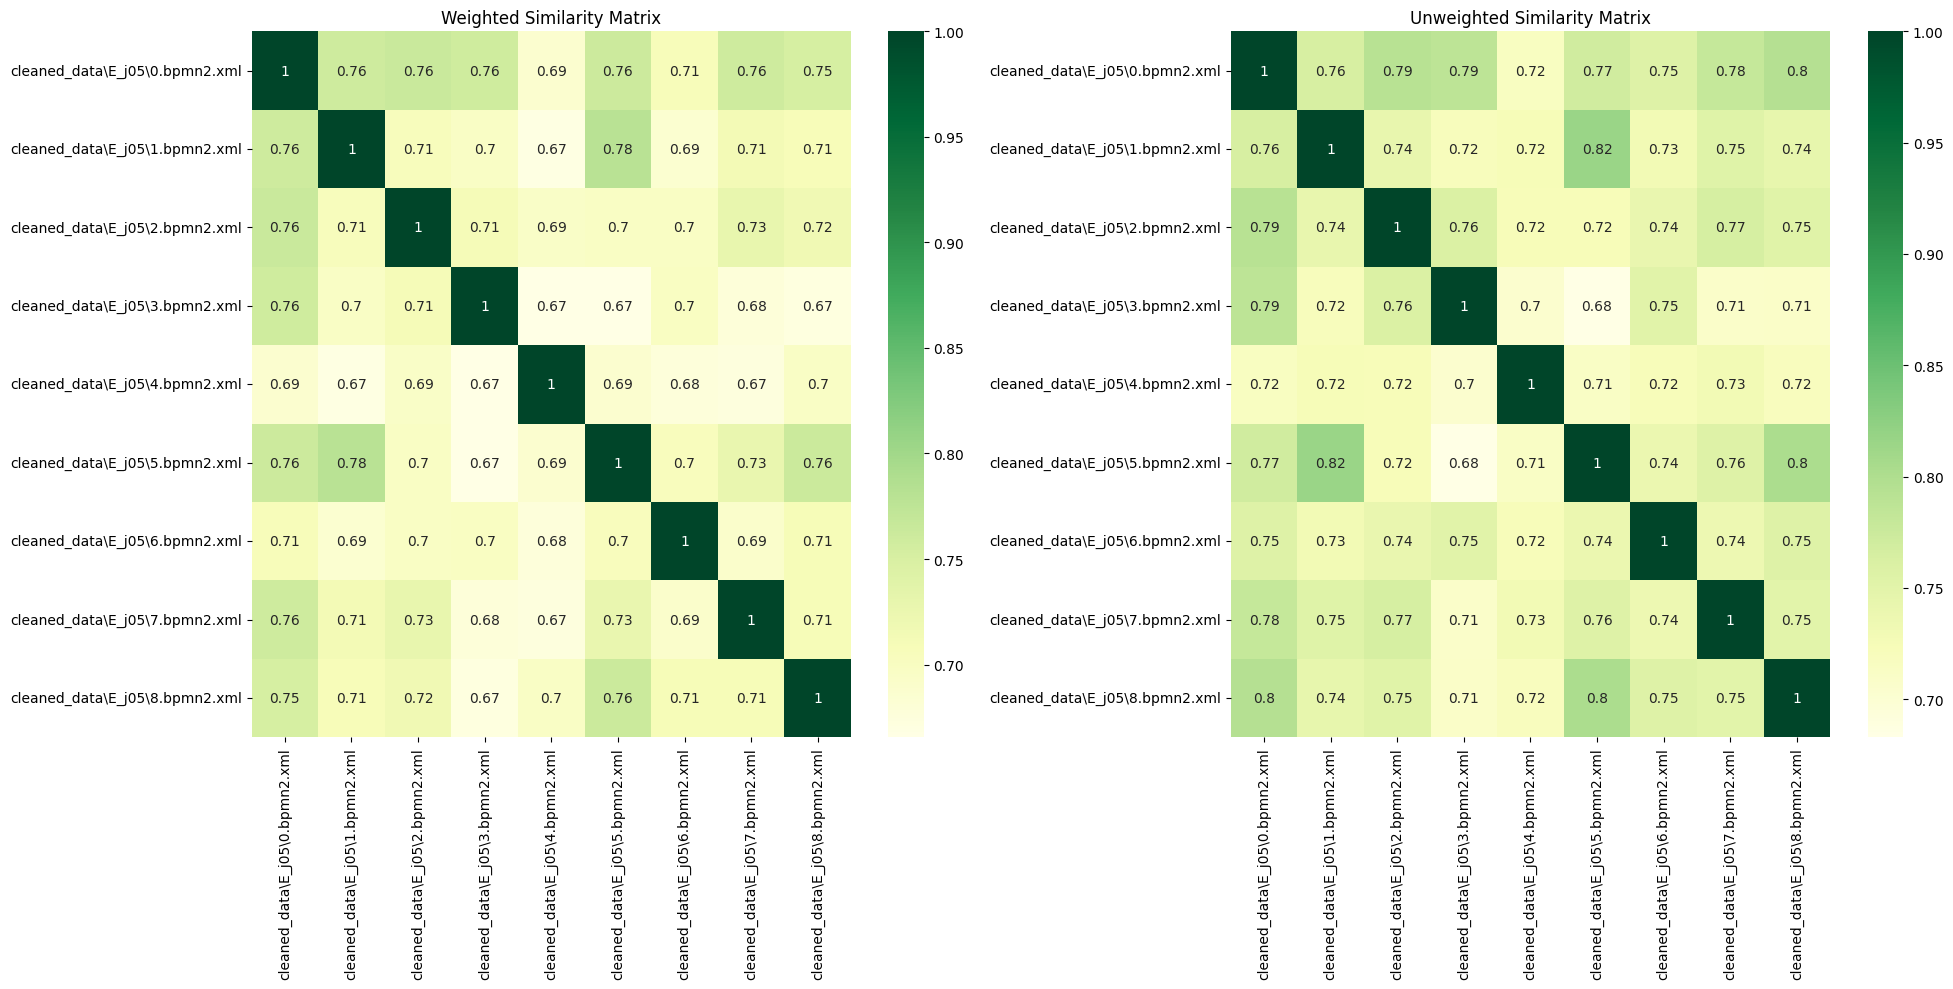 Weighted Similarity Matrix
cleaned_data\E_j05\0.bpmn2.xml 1 0.76 0.76 0.76 0.69 0.76 0.71 0.76 0.75
cleaned_data\E_j05\1.bpmn2.xml 0.76 1 0.71 0.7 0.67 0.78 0.69 0.71 0.71
cleaned_data\E_j05\2.bpmn2.xml 0.76 0.71 1 0.71 0.69 0.7 0.7 0.73 0.72
cleaned_data\E_j05\3.bpmn2.xml 0.76 0.7 0.71 1 0.67 0.67 0.7 0.68 0.67
cleaned_data\E_j05\4.bpmn2.xml 0.69 0.67 0.69 0.67 1 0.69 0.68 0.67 0.7
cleaned_data\E_j05\5.bpmn2.xml 0.76 0.78 0.7 0.67 0.69 1 0.7 0.73 0.76
cleaned_data\E_j05\6.bpmn2.xml 0.71 0.69 0.7 0.7 0.68 0.7 1 0.69 0.71
cleaned_data\E_j05\7.bpmn2.xml 0.76 0.71 0.73 0.68 0.67 0.73 0.69 1 0.71
cleaned_data\E_j05\8.bpmn2.xml 0.75 0.71 0.72 0.67 0.7 0.76 0.71 0.71 1
cleaned_data\E_j05\0.bpmn2.xml
cleaned_data\E_j05\1.bpmn2.xml
cleaned_data\E_j05\2.bpmn2.xml
cleaned_data\E_j05\3.bpmn2.xml
cleaned_data\E_j05\4.bpmn2.xml
cleaned_data\E_j05\5.bpmn2.xml
cleaned_data\E_j05\6.bpmn2.xml
cleaned_data\E_j05\7.bpmn2.xml
cleaned_data\E_j05\8.bpmn2.xml
1.00
0.95
0.90
0.85
0.80
0.75
0.70
Unweighted Similarity Matrix
cleaned_data\E_j05\0.bpmn2.xml 1 0.76 0.79 0.79 0.72 0.77 0.75 0.78 0.8
cleaned_data\E_j05\1.bpmn2.xml 0.76 1 0.74 0.72 0.72 0.82 0.73 0.75 0.74
cleaned_data\E_j05\2.bpmn2.xml 0.79 0.74 1 0.76 0.72 0.72 0.74 0.77 0.75
cleaned_data\E_j05\3.bpmn2.xml 0.79 0.72 0.76 1 0.7 0.68 0.75 0.71 0.71
cleaned_data\E_j05\4.bpmn2.xml 0.72 0.72 0.72 0.7 1 0.71 0.72 0.73 0.72
cleaned_data\E_j05\5.bpmn2.xml 0.77 0.82 0.72 0.68 0.71 1 0.74 0.76 0.8
cleaned_data\E_j05\6.bpmn2.xml 0.75 0.73 0.74 0.75 0.72 0.74 1 0.74 0.75
cleaned_data\E_j05\7.bpmn2.xml 0.78 0.75 0.77 0.71 0.73 0.76 0.74 1 0.75
cleaned_data\E_j05\8.bpmn2.xml 0.8 0.74 0.75 0.71 0.72 0.8 0.75 0.75 1
cleaned_data\E_j05\0.bpmn2.xml
cleaned_data\E_j05\1.bpmn2.xml
cleaned_data\E_j05\2.bpmn2.xml
cleaned_data\E_j05\3.bpmn2.xml
cleaned_data\E_j05\4.bpmn2.xml
cleaned_data\E_j05\5.bpmn2.xml
cleaned_data\E_j05\6.bpmn2.xml
cleaned_data\E_j05\7.bpmn2.xml
cleaned_data\E_j05\8.bpmn2.xml
1.00
0.95
0.90
0.85
0.80
0.75
0.70